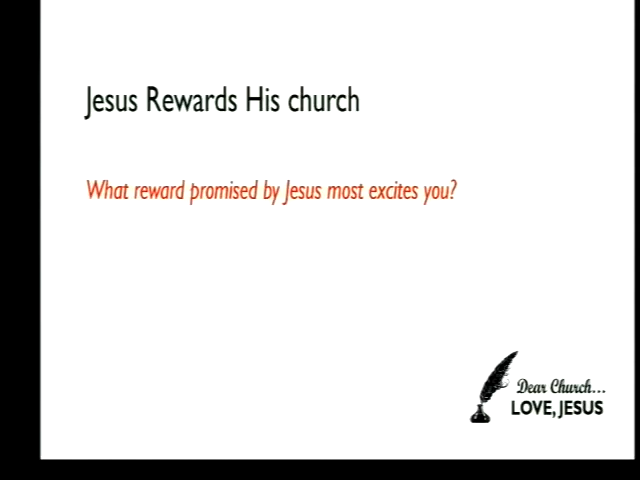 Jesus Rewards His church
What reward promised by Jesus most excites you?
Dear Church...
LOVE, JESUS